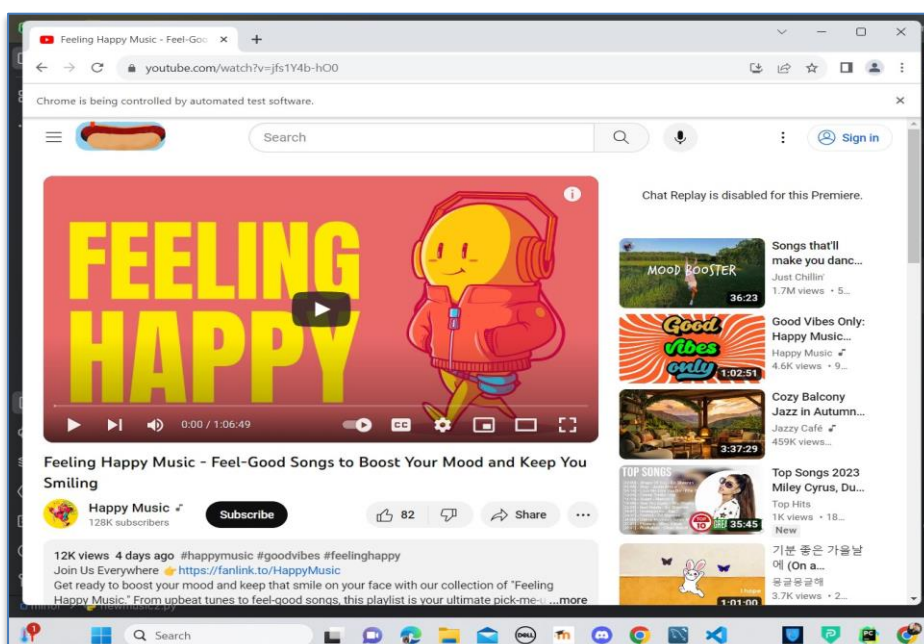 Feeling Happy Music - Feel-Goo
youtube.com/watch?v=jfs1Y4b-hO0
Chrome is being controlled by automated test software.
Search
Sign in
FEELING
HAPPY
0:00 / 1:06:49
CC
Feeling Happy Music - Feel-Good Songs to Boost Your Mood and Keep You
Smiling
Happy Music
128K subscribers
Subscribe
82
Share
12K views 4 days ago #happymusic #goodvibes #feelinghappy
Join Us Everywhere 👉 https://fanlink.to/HappyMusic
Get ready to boost your mood and keep that smile on your face with our collection of "Feeling
Happy Music." From upbeat tunes to feel-good songs, this playlist is your ultimate pick-me-u...more
Chat Replay is disabled for this Premiere.
MOOD BOOSTER
36:23
Songs that'll
make you danc...
Just Chillin'
1.7M views • 5...
Good
vibes
only
1:02:51
Good Vibes Only:
Happy Music...
Happy Music
4.6K views • 9...
3:37:29
Cozy Balcony
Jazz in Autumn...
Jazzy Café
459K views...
TOP SONGS
TOP
10
35:45
Top Songs 2023
Miley Cyrus, Du...
Top Hits
1K views • 18...
New
1:01:00
기분 좋은 가을날
에 (On a...
몽글몽글해
3.7K views • 2...
newmusic2.py
Search
DELL